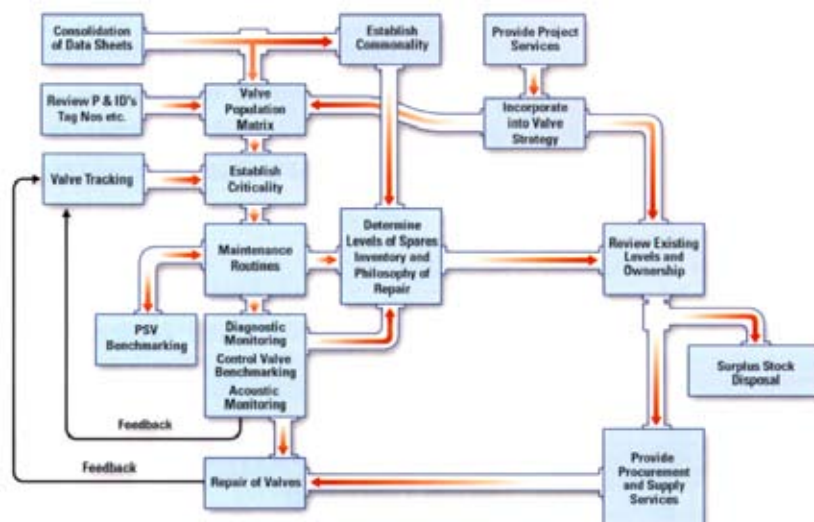 Consolidation
of Data Sheets
Establish
Commonality
Provide Project
Services
Review P & ID's
Tag Nos etc.
Valve
Population
Matrix
Incorporate
into Valve
Strategy
Valve Tracking
Establish
Criticality
Maintenance
Routines
Determine
Levels of Spares
Inventory and
Philosophy of
Repair
Review Existing
Levels and
Ownership
PSV
Benchmarking
Diagnostic
Monitoring
Control Valve
Benchmarking
Acoustic
Monitoring
Surplus Stock
Disposal
Feedback
Feedback
Repair of Valves
Provide
Procurement
and Supply
Services